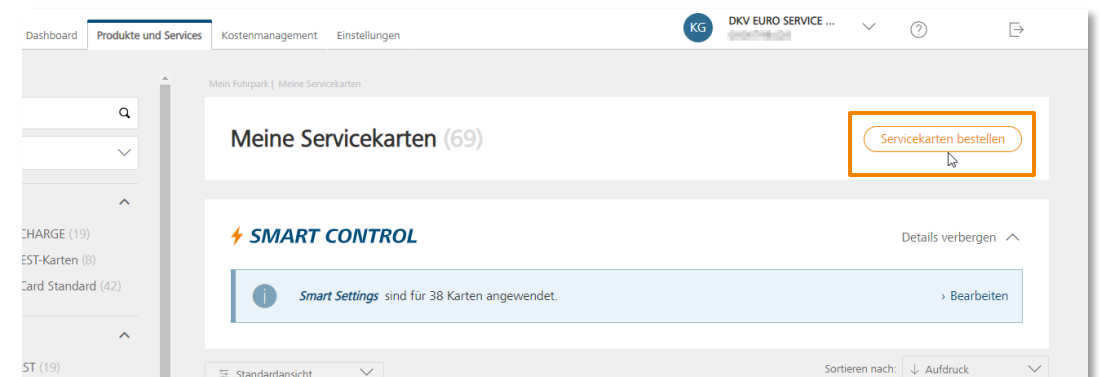 KG DKV EURO SERVICE ...
Dashboard Produkte und Services Kostenmanagement Einstellungen
Mein Fuhrpark | Meine Servicekarten
Meine Servicekarten (69)
Servicekarten bestellen
CHARGE (19)
EST-Karten (8)
Card Standard (42)
ST (19)
SMART CONTROL
Details verbergen
Smart Settings sind für 38 Karten angewendet.
› Bearbeiten
Standardansicht
Sortieren nach: ↓ Aufdruck